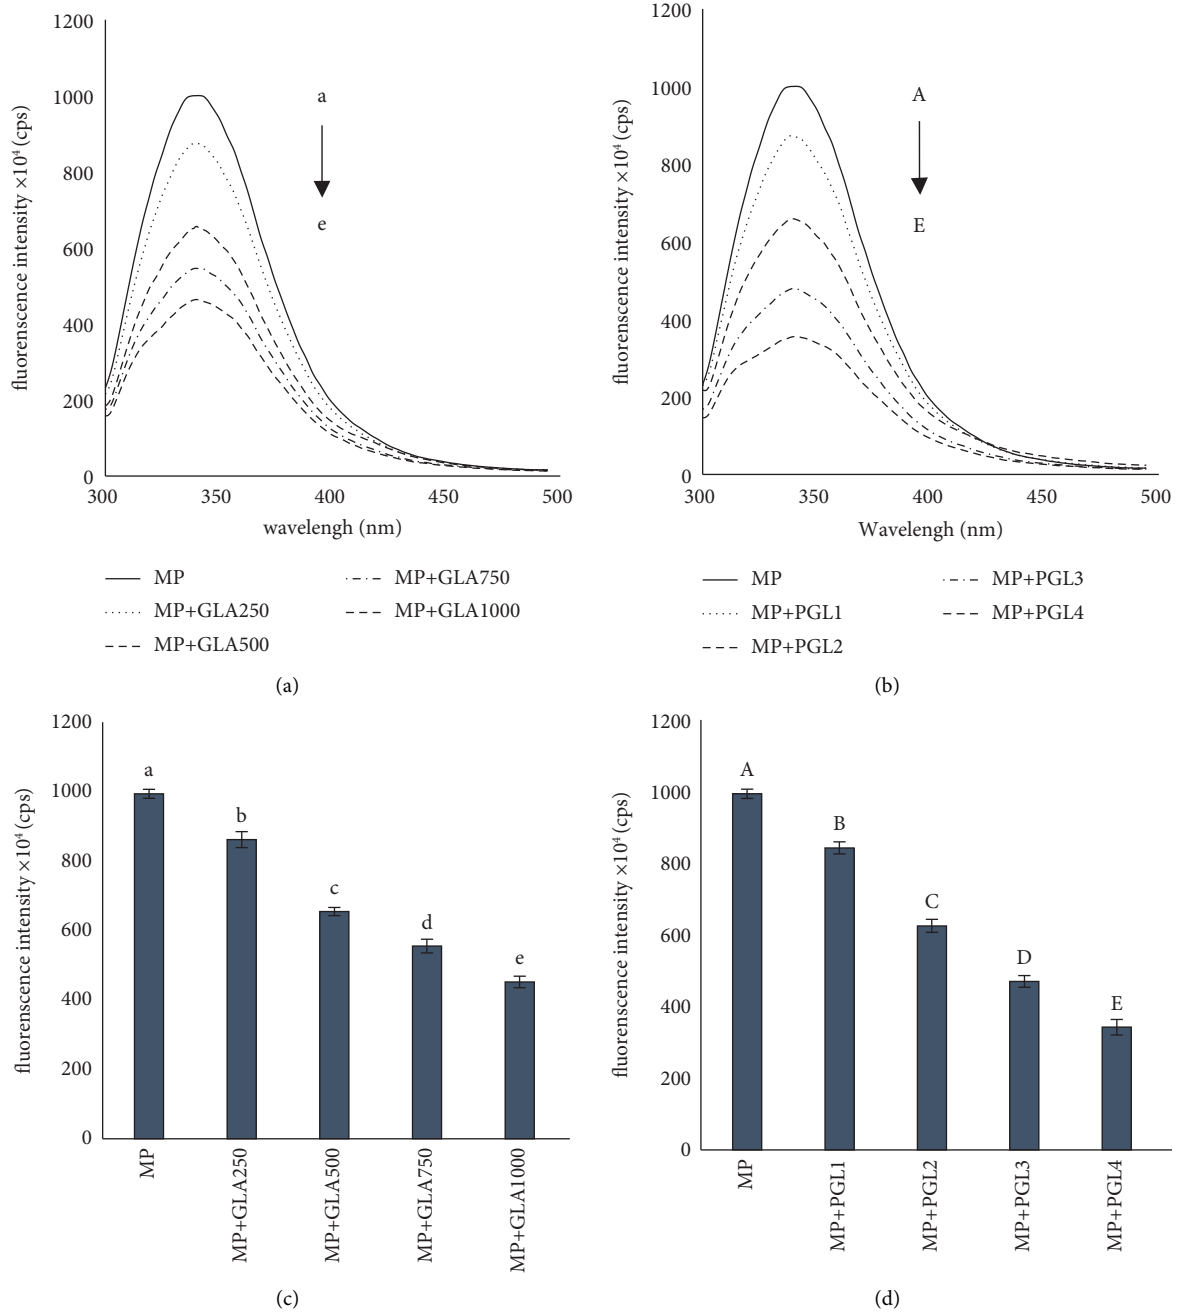 fluorenscence intensity ×10⁴ (cps)
1200
1000
800
600
400
200
0
300
350
400
450
500
wavelengh (nm)
a
e
MP
MP+GLA250
MP+GLA500
MP+GLA750
MP+GLA1000
(a)
fluorenscence intensity ×10⁴ (cps)
1200
1000
800
600
400
200
0
300
350
400
450
500
Wavelengh (nm)
A
E
MP
MP+PGL1
MP+PGL2
MP+PGL3
MP+PGL4
(b)
fluorenscence intensity ×10⁴ (cps)
1200
1000
800
600
400
200
0
a
b
c
d
e
MP
MP+GLA250
MP+GLA500
MP+GLA750
MP+GLA1000
(c)
fluorenscence intensity ×10⁴ (cps)
1200
1000
800
600
400
200
0
A
B
C
D
E
MP
MP+PGL1
MP+PGL2
MP+PGL3
MP+PGL4
(d)